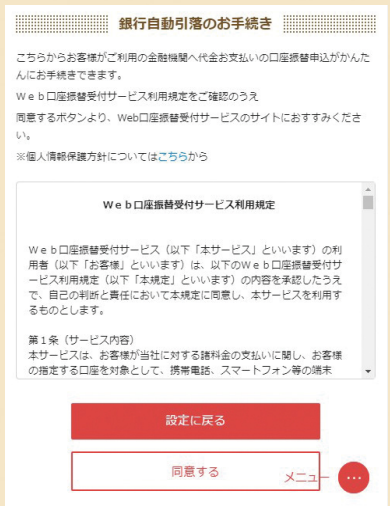 銀行自動引落のお手続き
こちらからお客様がご利用の金融機関へ代金お支払いの口座振替申込がかんた
んにお手続きできます。
Ｗｅｂ口座振替受付サービス利用規定をご確認のうえ
同意するボタンより、Web口座振替受付サービスのサイトにおすすみくださ
い。
※個人情報保護方針についてはこちらから
Ｗｅｂ口座振替受付サービス利用規定
Ｗｅｂ口座振替受付サービス（以下「本サービス」といいます）の利
用者（以下「お客様」といいます）は、以下のＷｅｂ口座振替受付サ
ービス利用規定（以下「本規定」といいます）の内容を承認したうえ
で、自己の判断と責任において本規定に同意し、本サービスを利用す
るものとします。
第１条（サービス内容）
本サービスは、お客様が当社に対する諸料金の支払いに関し、お客様
の指定する口座を対象として、携帯電話、スマートフォン等の端末
設定に戻る
同意する
メニュー